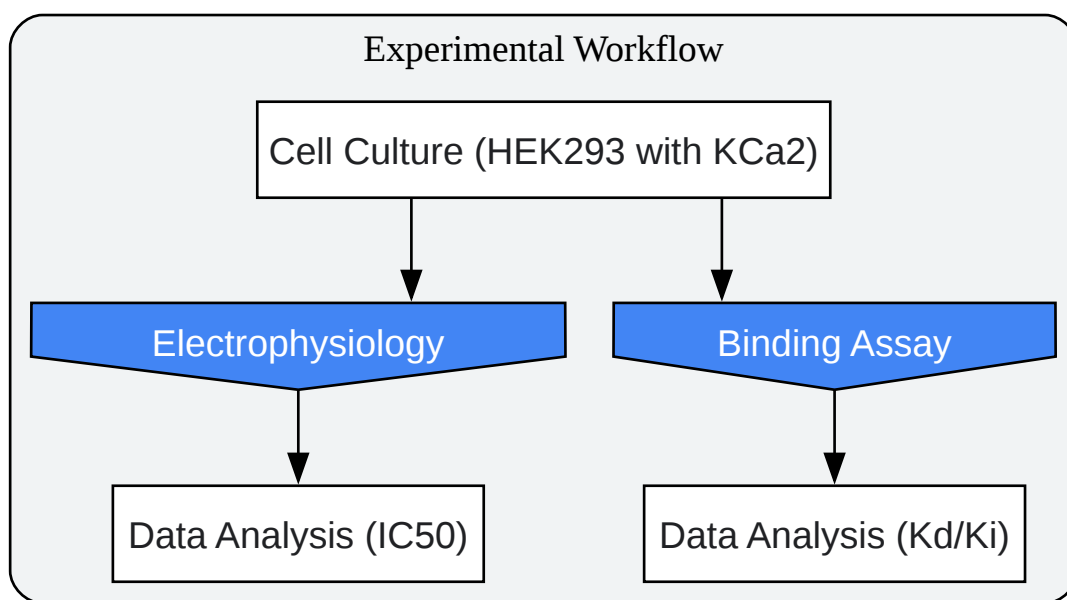 Experimental Workflow
Cell Culture (HEK293 with KCa2)
Electrophysiology
Binding Assay
Data Analysis (IC50)
Data Analysis (Kd/Ki)